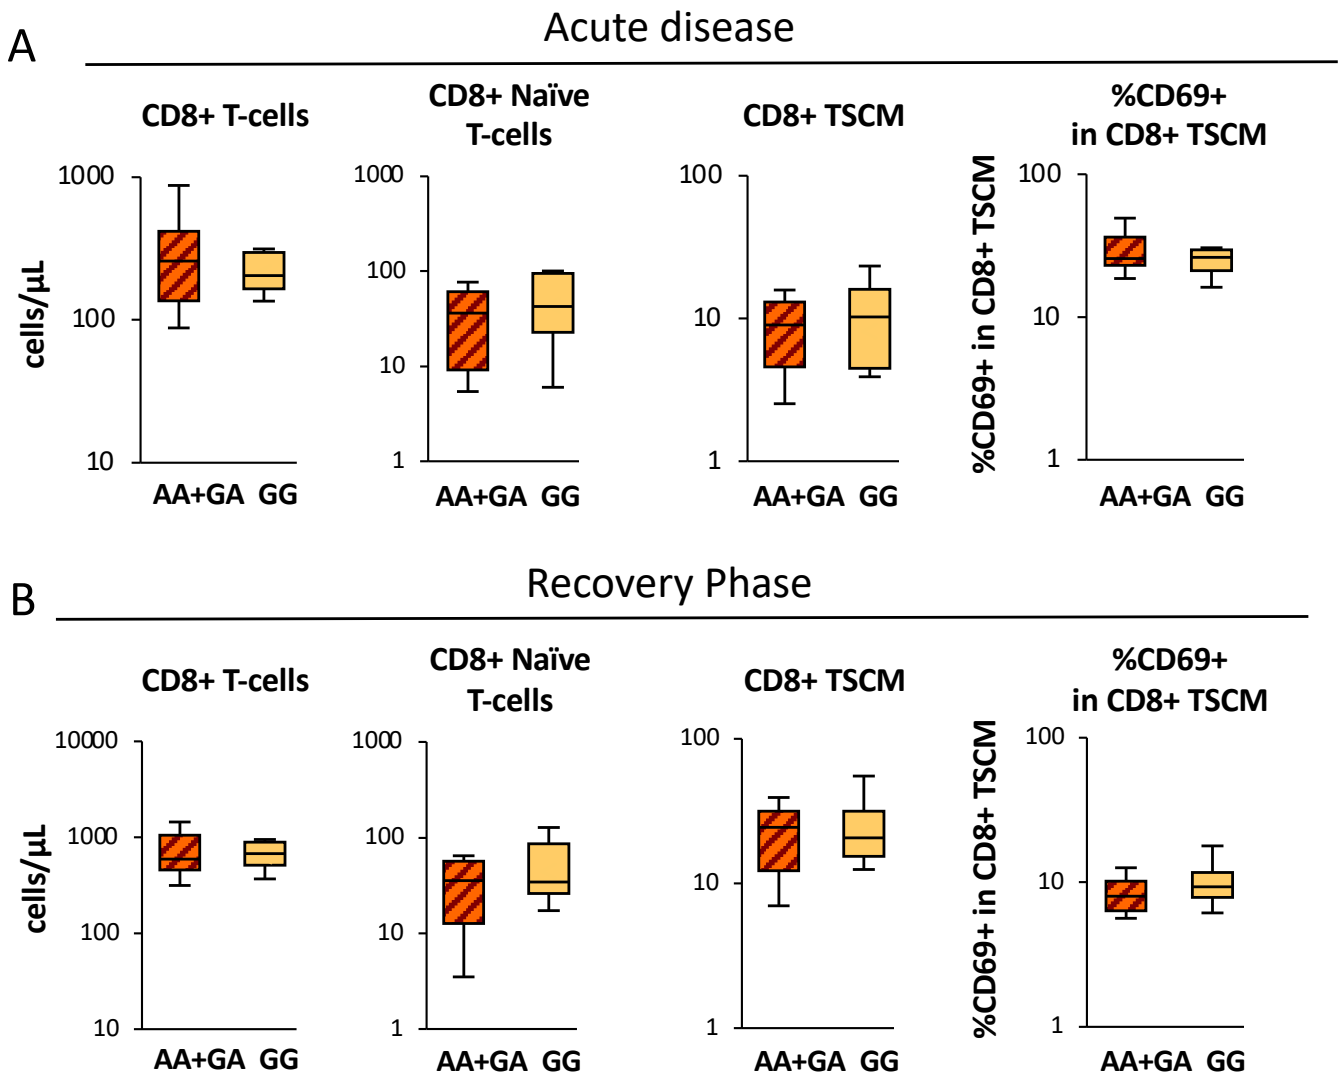 A
Acute disease
CD8+ T-cells
CD8+ Naïve
T-cells
CD8+ TSCM
%CD69+
in CD8+ TSCM
cells/µL
1000
100
10
AA+GA GG
1000
100
10
1
AA+GA GG
100
10
1
AA+GA GG
%CD69+ in CD8+ TSCM
100
10
1
AA+GA GG
B
Recovery Phase
CD8+ T-cells
CD8+ Naïve
T-cells
CD8+ TSCM
%CD69+
in CD8+ TSCM
cells/µL
10000
1000
100
10
AA+GA GG
1000
100
10
1
AA+GA GG
100
10
1
AA+GA GG
%CD69+ in CD8+ TSCM
100
10
1
AA+GA GG